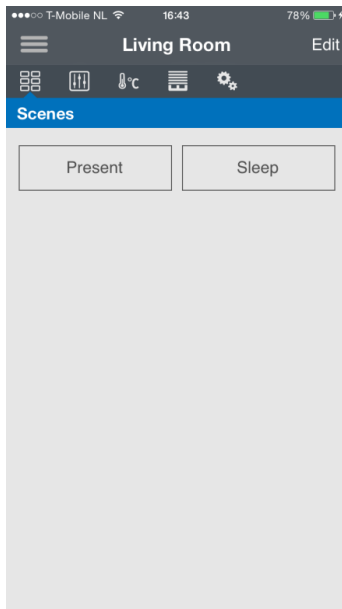 T-Mobile NL 16:43 78%
Living Room Edit
°C
Scenes
Present Sleep